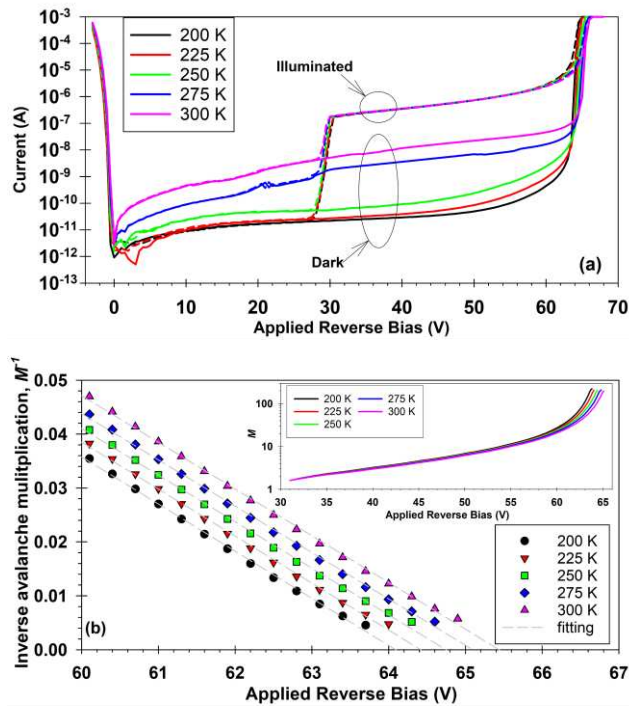 10-3
10-4
10-5
10-6
10-7
10-8
10-9
10-10
10-11
10-12
10-13
Current (A)
200 K
225 K
250 K
275 K
300 K
Illuminated
Dark
(a)
0 10 20 30 40 50 60 70
Applied Reverse Bias (V)
0.05
0.04
0.03
0.02
0.01
0.00
Inverse avalanche mulitplication, M-1
100
10
1
M
200 K 275 K
225 K 300 K
250 K
30 35 40 45 50 55 60 65
Applied Reverse Bias (V)
200 K
225 K
250 K
275 K
300 K
fitting
(b)
60 61 62 63 64 65 66 67
Applied Reverse Bias (V)